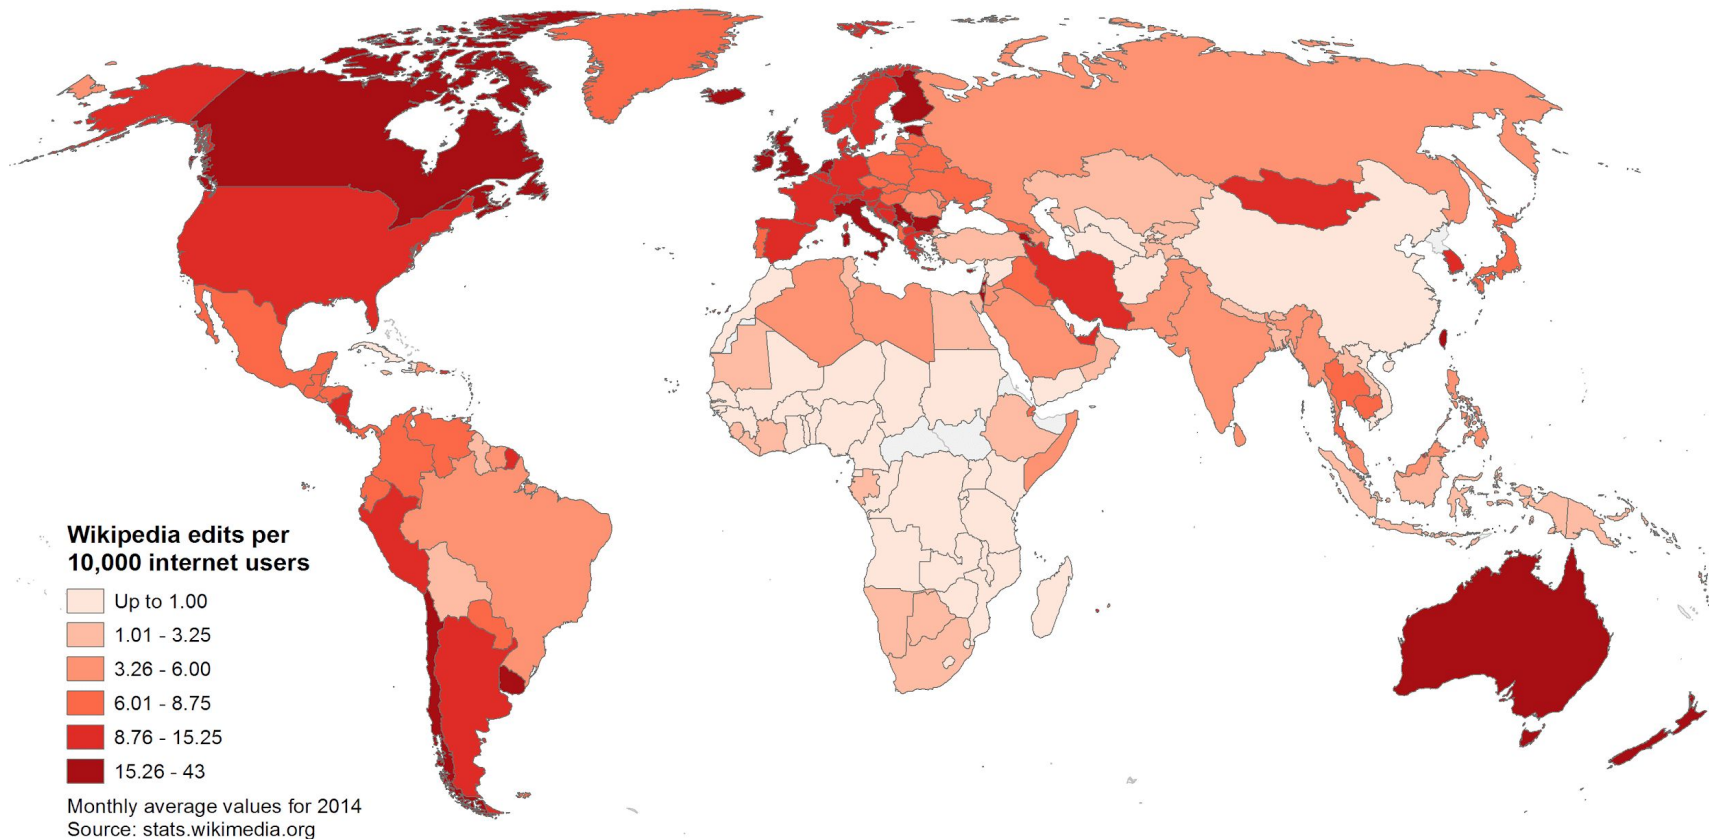 Wikipedia edits per
10,000 internet users
Up to 1.00
1.01 - 3.25
3.26 - 6.00
6.01 - 8.75
8.76 - 15.25
15.26 - 43
Monthly average values for 2014
Source: stats.wikimedia.org